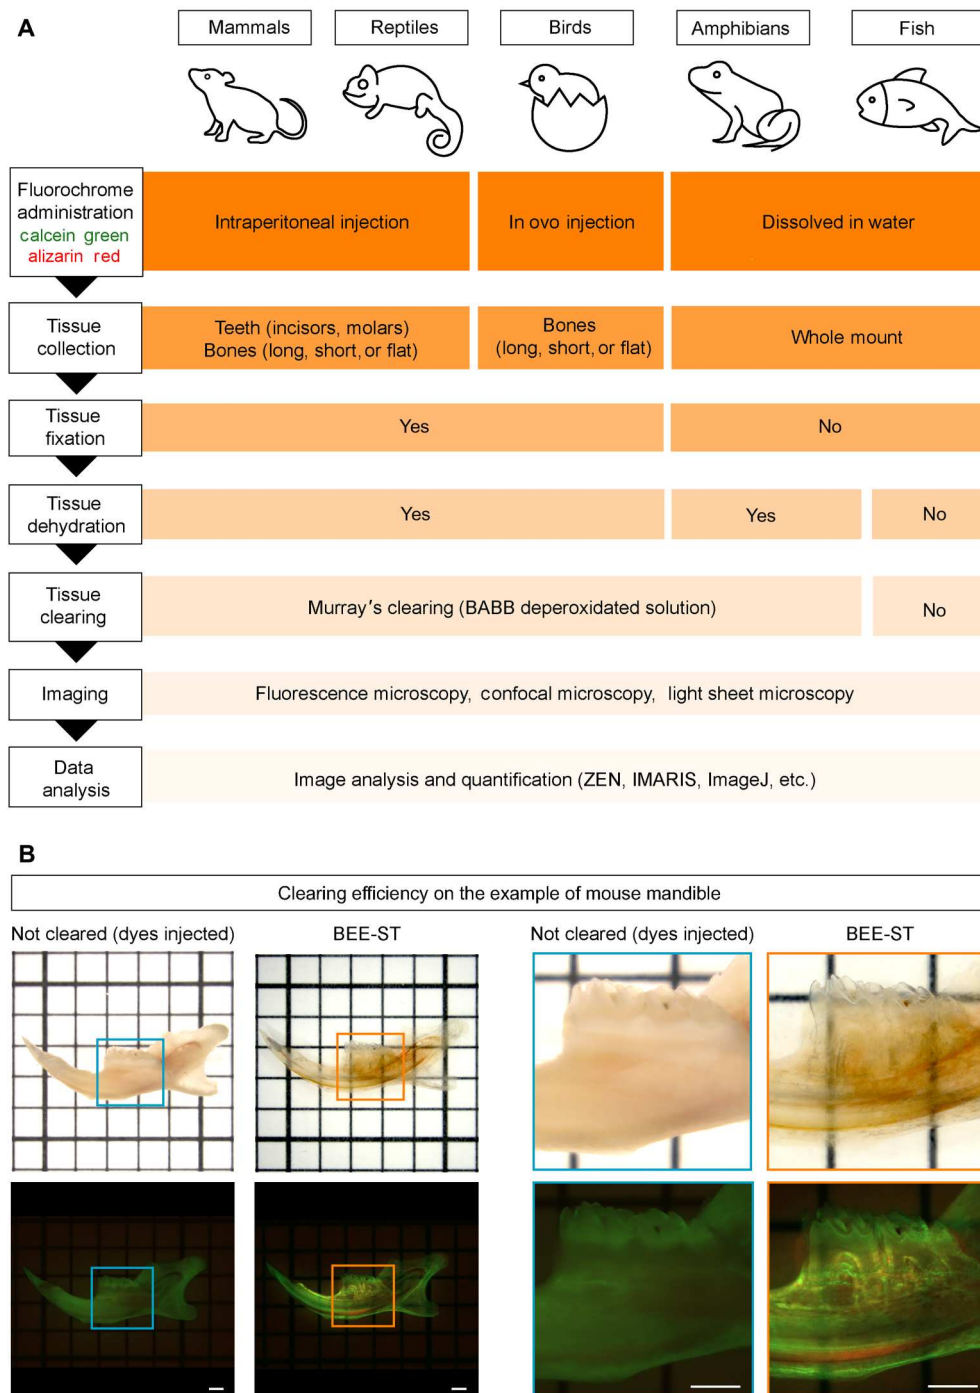 A
Mammals
Reptiles
Birds
Amphibians
Fish
Fluorochrome
administration
calcein green
alizarin red
Intraperitoneal injection
In ovo injection
Dissolved in water
Tissue
collection
Teeth (incisors, molars)
Bones (long, short, or flat)
Bones
(long, short, or flat)
Whole mount
Tissue
fixation
Yes
No
Tissue
dehydration
Yes
Yes
No
Tissue
clearing
Murray's clearing (BABB deperoxidated solution)
No
Imaging
Fluorescence microscopy, confocal microscopy, light sheet microscopy
Data
analysis
Image analysis and quantification (ZEN, IMARIS, ImageJ, etc.)
B
Clearing efficiency on the example of mouse mandible
Not cleared (dyes injected)
BEE-ST
Not cleared (dyes injected)
BEE-ST